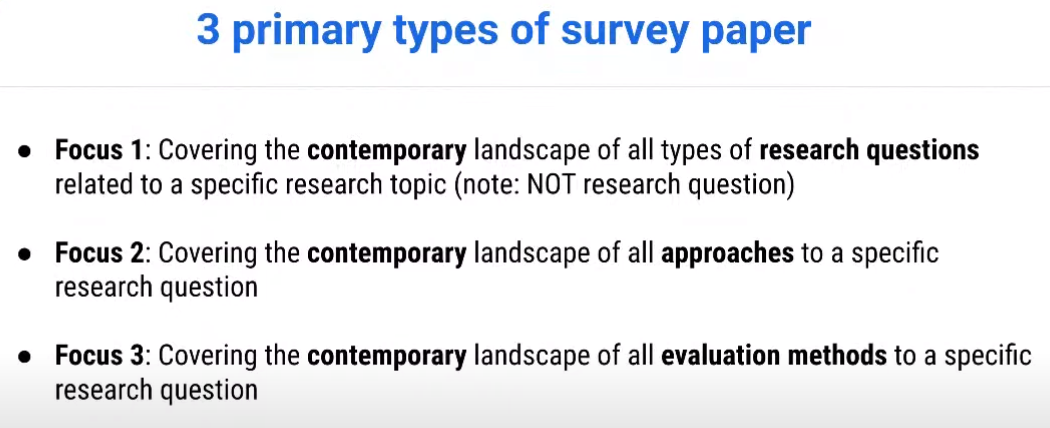 3 primary types of survey paper
● Focus 1: Covering the contemporary landscape of all types of research questions
related to a specific research topic (note: NOT research question)
● Focus 2: Covering the contemporary landscape of all approaches to a specific
research question
● Focus 3: Covering the contemporary landscape of all evaluation methods to a specific
research question